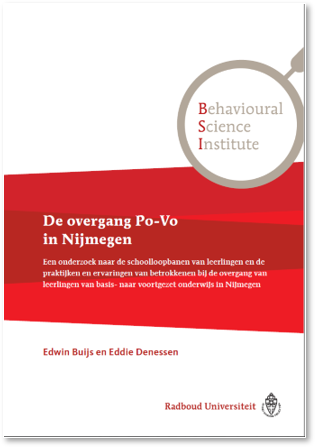 Behavioural
Science
Institute
De overgang Po-Vo
in Nijmegen
Een onderzoek naar de schoolloopbanen van leerlingen en de
praktijken en ervaringen van betrokkenen bij de overgang van
leerlingen van basis- naar voortgezet onderwijs in Nijmegen
Edwin Buijs en Eddie Denessen
Radboud Universiteit